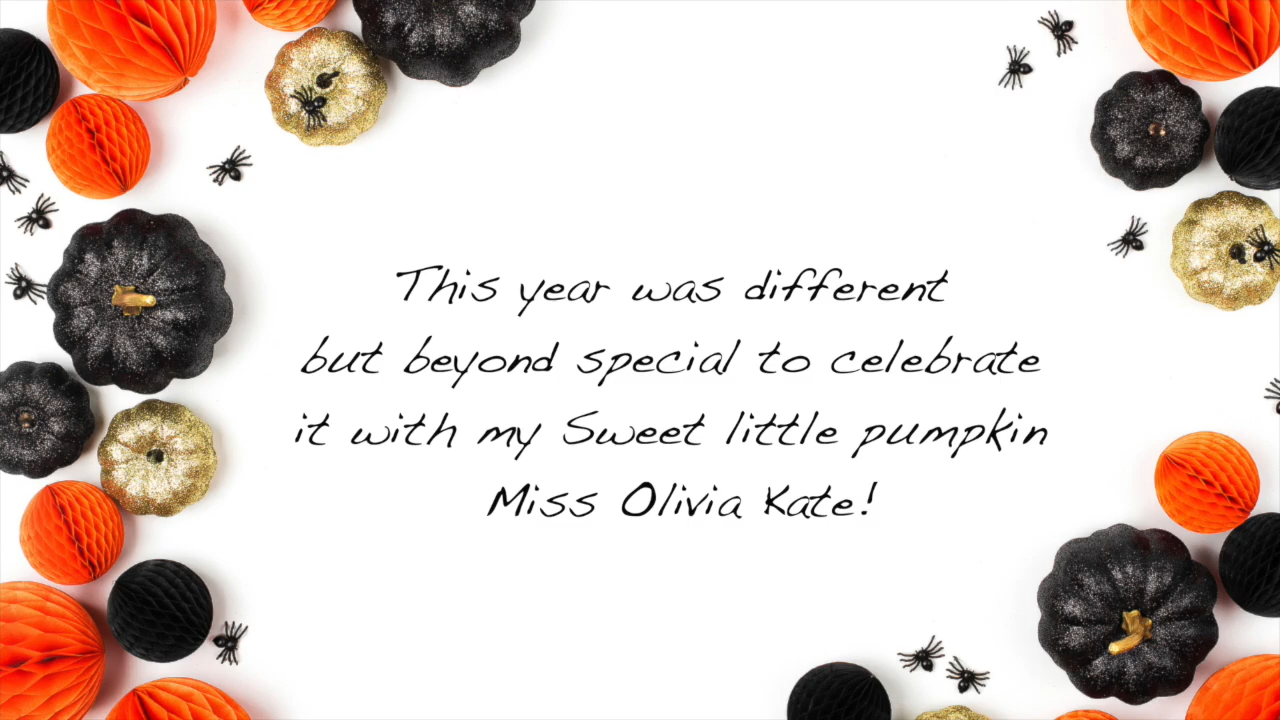 This year was different
but beyond special to celebrate
it with my Sweet little pumpkin
Miss Olivia Kate!